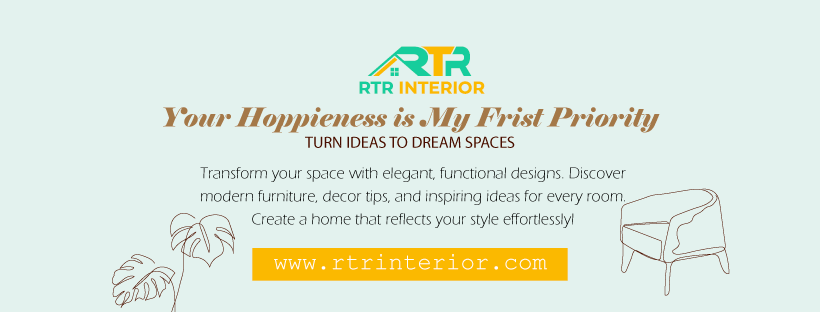 RTR
RTR INTERIOR
Your Hoppieness is My Frist Priority
TURN IDEAS TO DREAM SPACES
Transform your space with elegant, functional designs. Discover
modern furniture, decor tips, and inspiring ideas for every room.
Create a home that reflects your style effortlessly!
www.rtrinterior.com